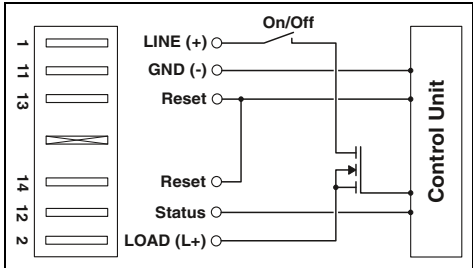 On/Off
1 LINE (+)
11 GND (-)
13 Reset
14 Reset
12 Status
2 LOAD (L+)
Control Unit